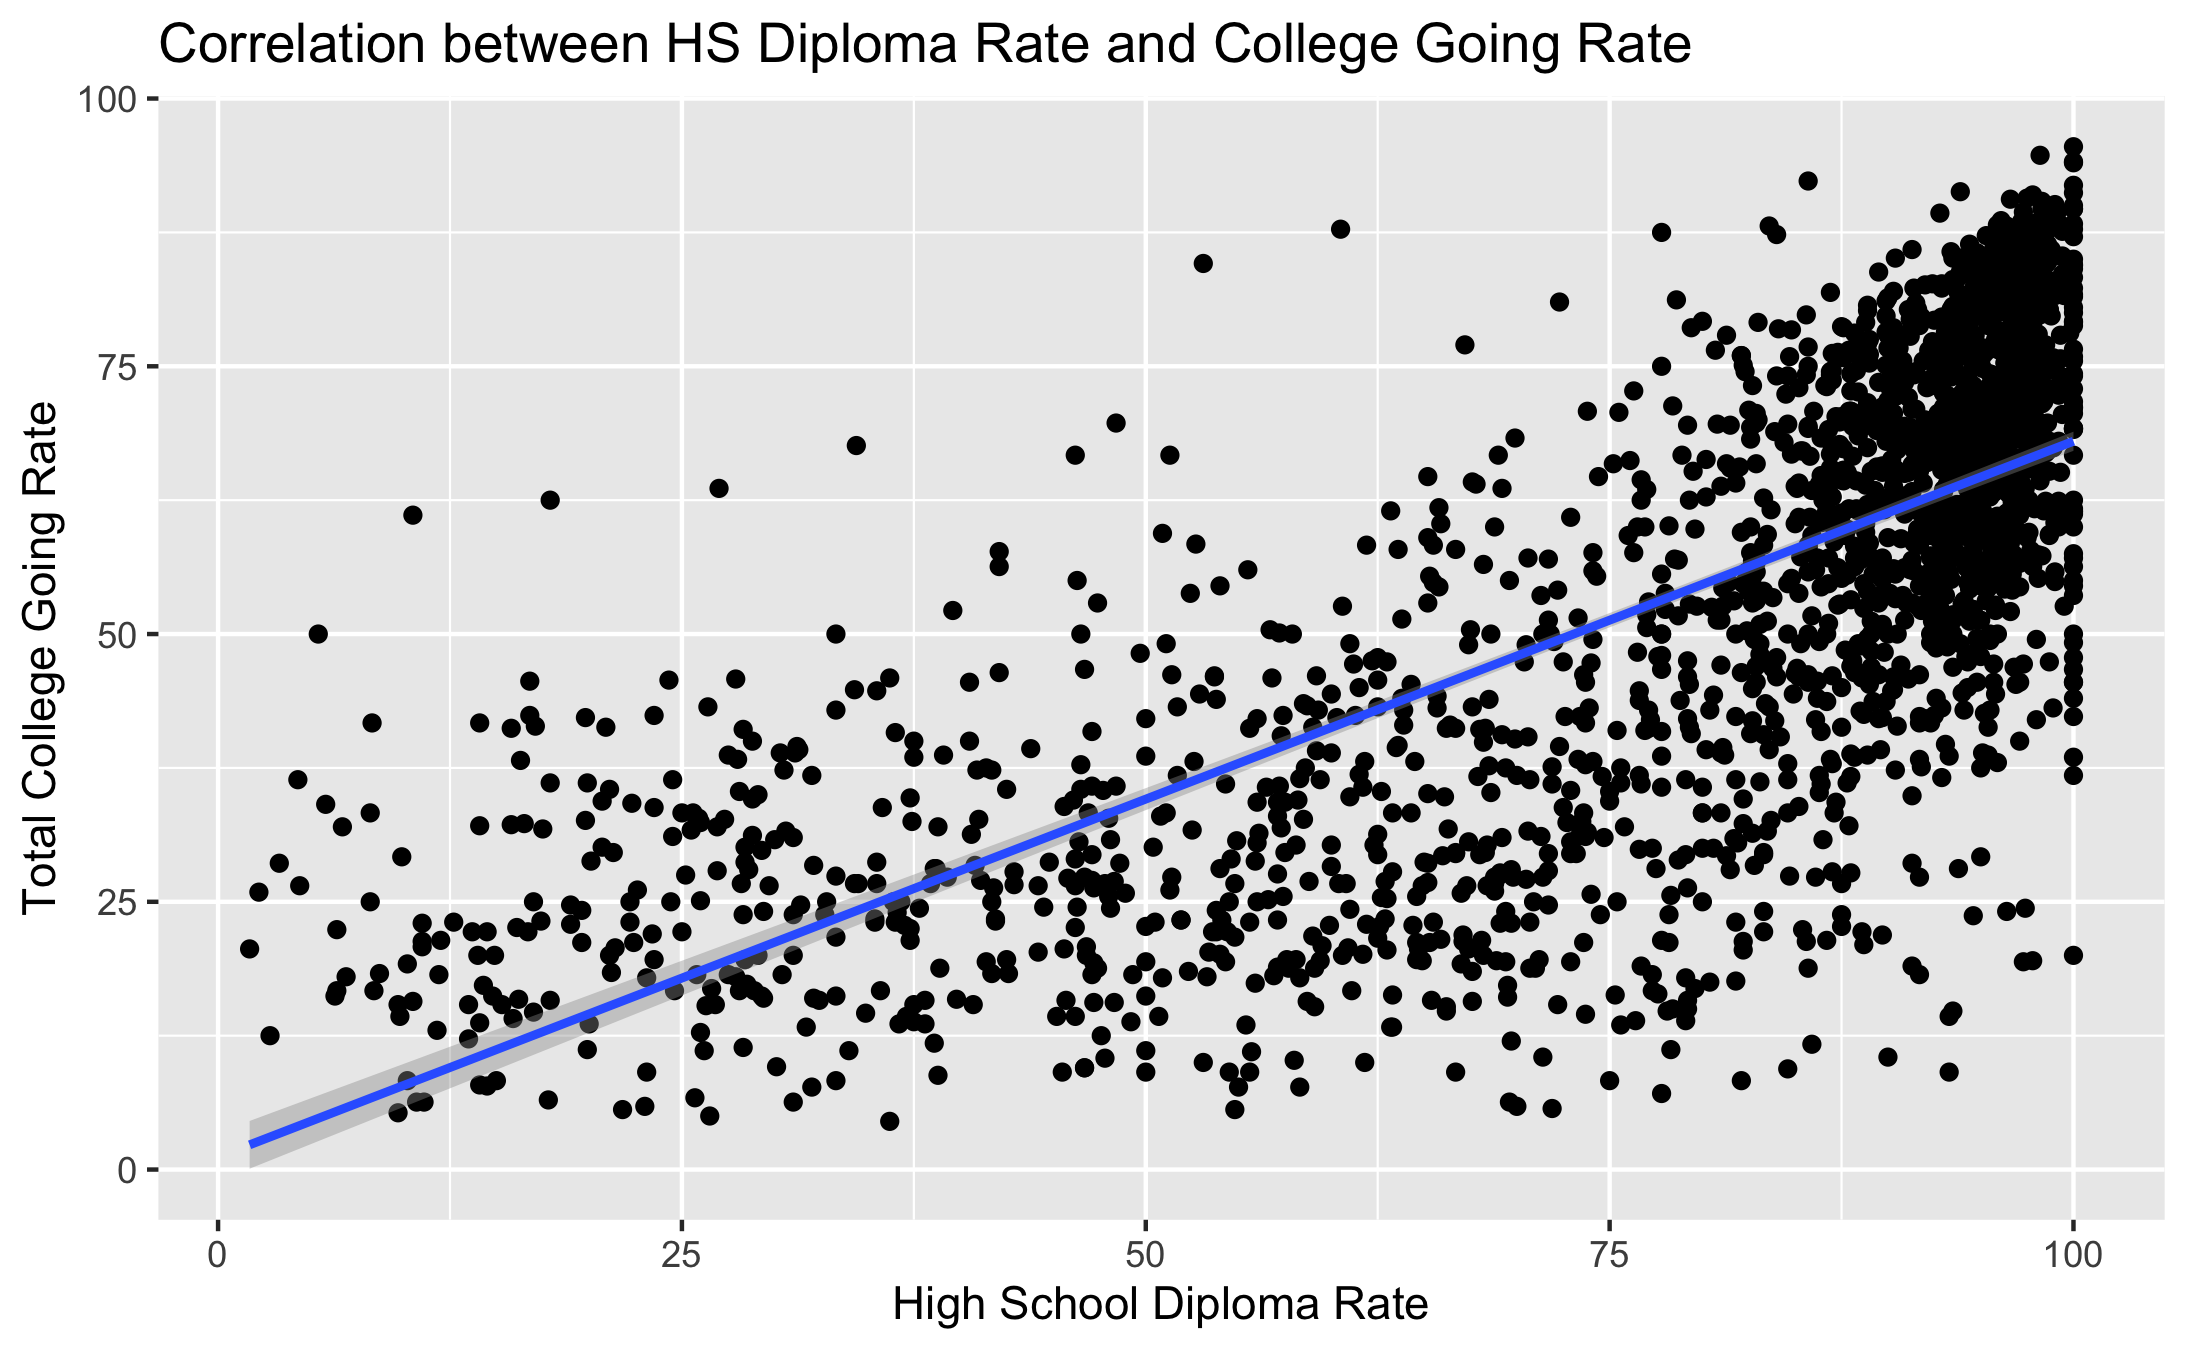 Correlation between HS Diploma Rate and College Going Rate
100
75
50
25
0
Total College Going Rate
0 25 50 75 100
High School Diploma Rate